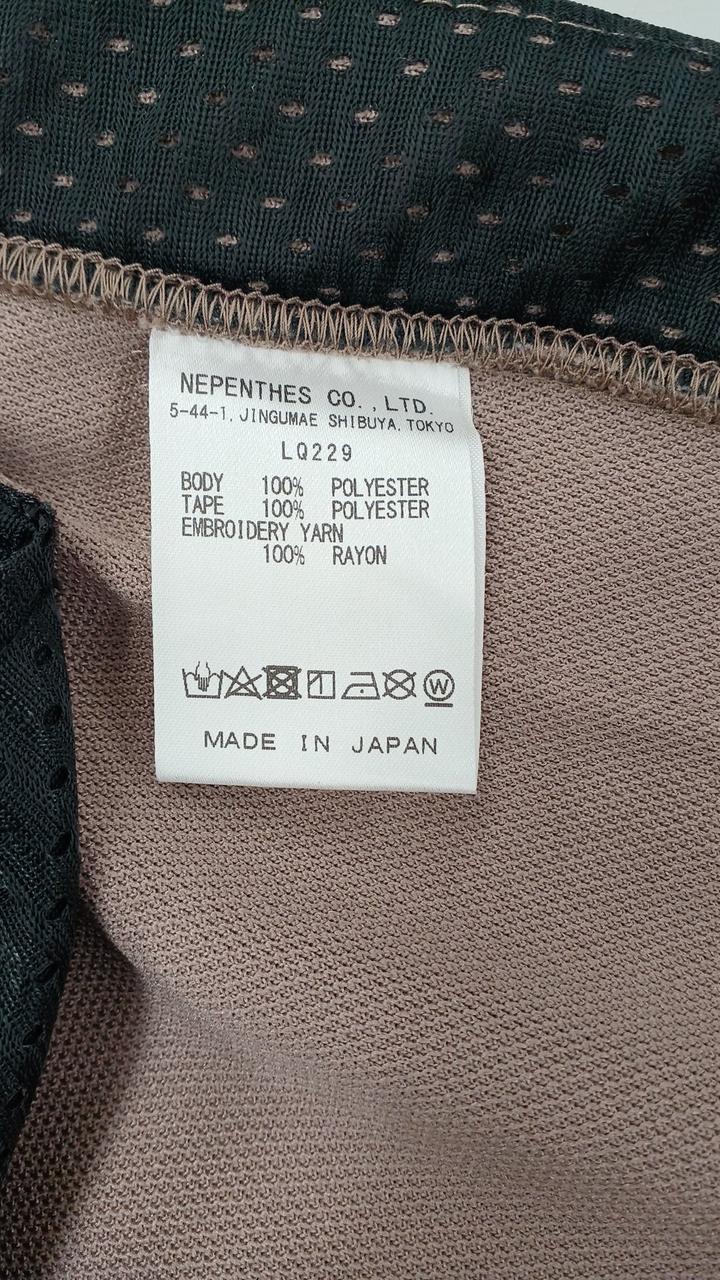 NEPENTHES CO.,LTD.
5-44-1, JINGUMAE SHIBUYA, TOKYO
LQ229
BODY 100% POLYESTER
TAPE 100% POLYESTER
EMBROIDERY YARN
100% RAYON
W
MADE IN JAPAN